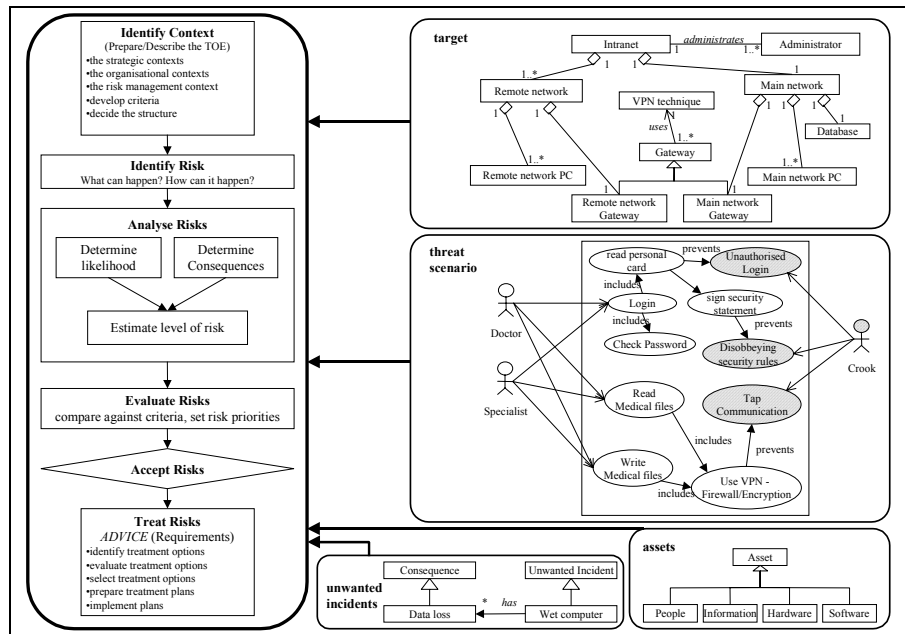 Identify Context
(Prepare/Describe the TOE)
•the strategic contexts
•the organisational contexts
•the risk management context
•develop criteria
•decide the structure
Identify Risk
What can happen? How can it happen?
Analyse Risks
Determine
likelihood
Determine
Consequences
Estimate level of risk
Evaluate Risks
compare against criteria, set risk priorities
Accept Risks
Treat Risks
ADVICE (Requirements)
•identify treatment options
•evaluate treatment options
•select treatment options
•prepare treatment plans
•implement plans
target
Intranet
administrates
1
1..*
Administrator
1
1
1..*
1
Remote network
Main network
1
1
VPN technique
1
1
1
1
1
Database
uses
1..*
Gateway
1..*
Remote network PC
1..*
Main network PC
1
Remote network
Gateway
1
Main network
Gateway
threat
scenario
read personal
card
prevents
Unauthorised
Login
includes
Login
sign security
statement
includes
Check Password
prevents
Disobbeying
security rules
Doctor
Specialist
Crook
Read
Medical files
Tap
Communication
includes
prevents
Write
Medical files
includes
Use VPN -
Firewall/Encryption
unwanted
incidents
Consequence
Unwanted Incident
Data loss
*
has
Wet computer
assets
Asset
People
Information
Hardware
Software